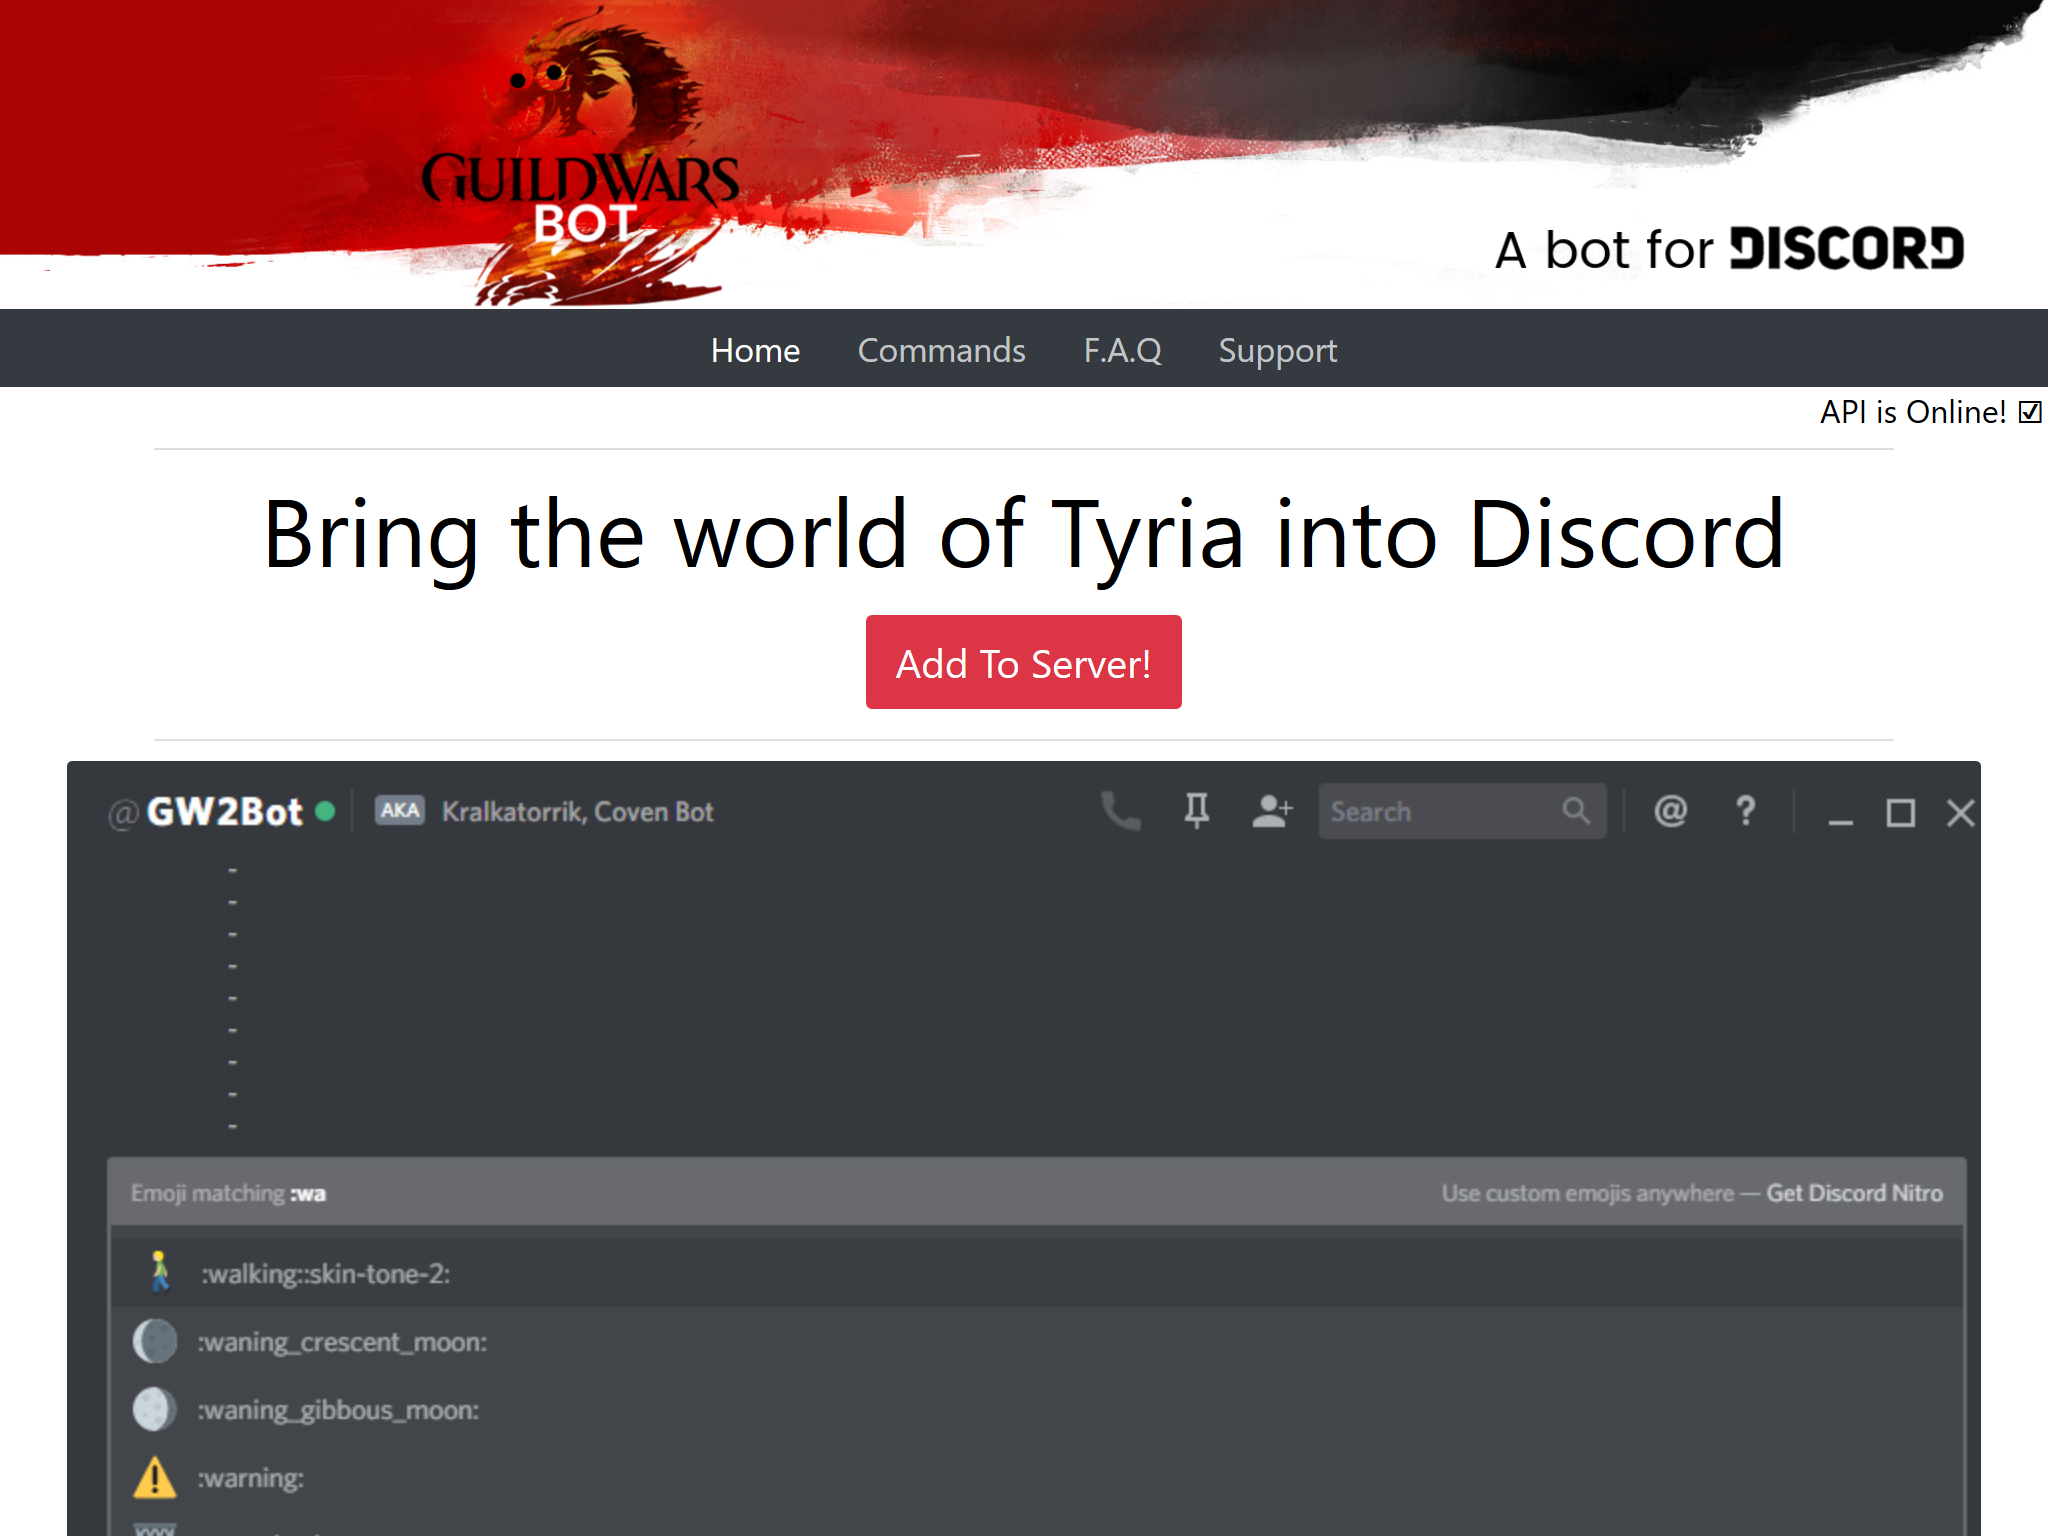 GUILDWARS
BOT
A bot for DISCORD
Home Commands F.A.Q Support
API is Online! ☑
Bring the world of Tyria into Discord
Add To Server!
@GW2Bot AKA Kralkatorrik, Coven Bot Search @ ?
-
-
-
-
-
-
-
-
-
Emoji matching :wa Use custom emojis anywhere — Get Discord Nitro
:walking::skin-tone-2:
:waning_crescent_moon:
:waning_gibbous_moon:
:warning: